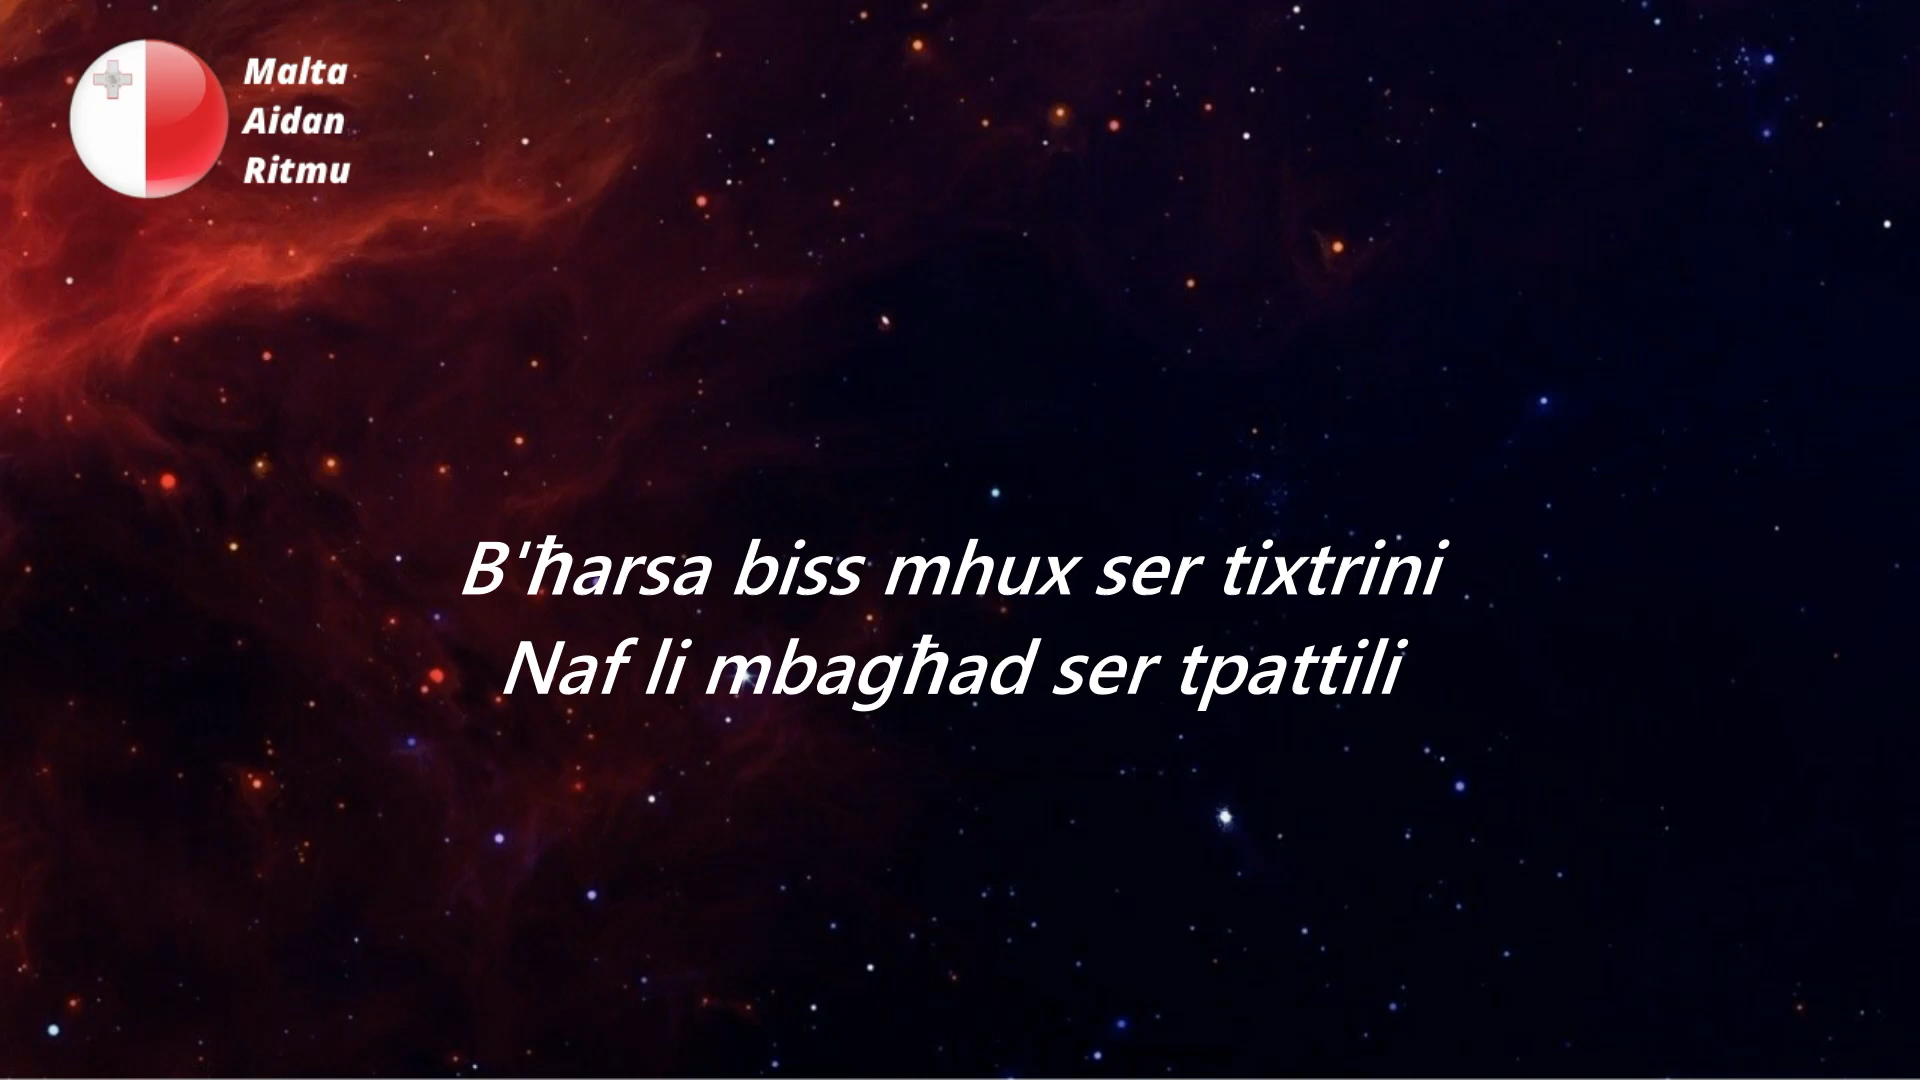 Malta
Aidan
Ritmu
B'ħarsa biss mhux ser tixtrini
Naf li mbagħad ser tpattili